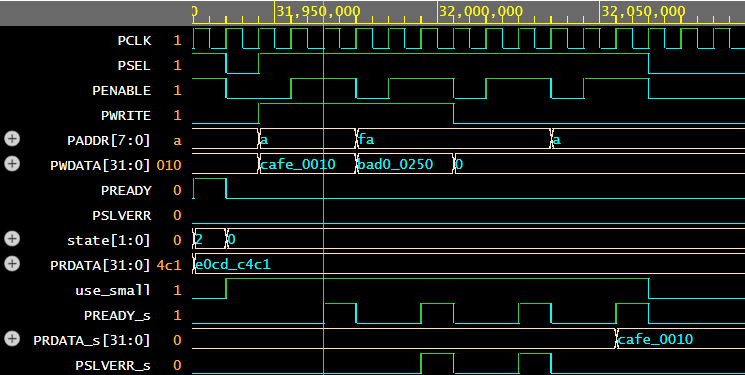 0 31,950,000 32,000,000 32,050,000
PCLK 1
PSEL 1
PENABLE 1
PWRITE 1
PADDR[7:0] a a fa a
PWDATA[31:0] 010 cafe_0010 bad0_0250 0
PREADY 0
PSLVERR 0
state[1:0] 0 2 0
PRDATA[31:0] 4c1 e0cd_c4c1
use_small 1
PREADY_s 1
PRDATA_s[31:0] 0 cafe_0010
PSLVERR_s 0